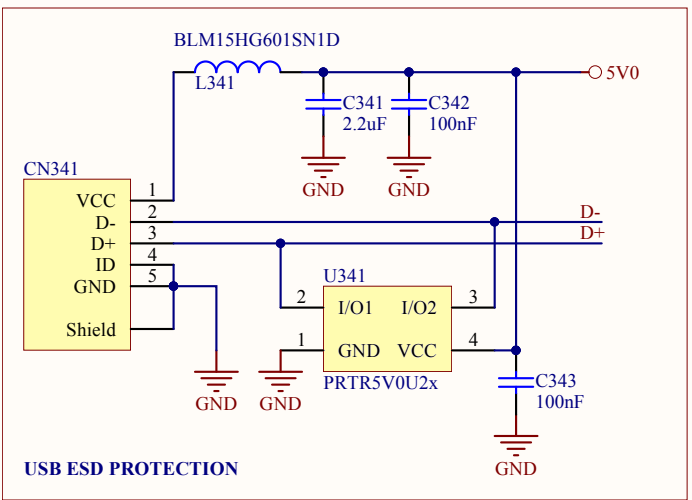 BLM15HG601SN1D
L341
5V0
C341
2.2uF
C342
100nF
GND
GND
CN341
VCC 1
D- 2
D+ 3
ID 4
GND 5
Shield
D-
D+
U341
2 I/O1 I/O2 3
1 GND VCC 4
PRTR5V0U2x
C343
100nF
GND
GND
GND
USB ESD PROTECTION